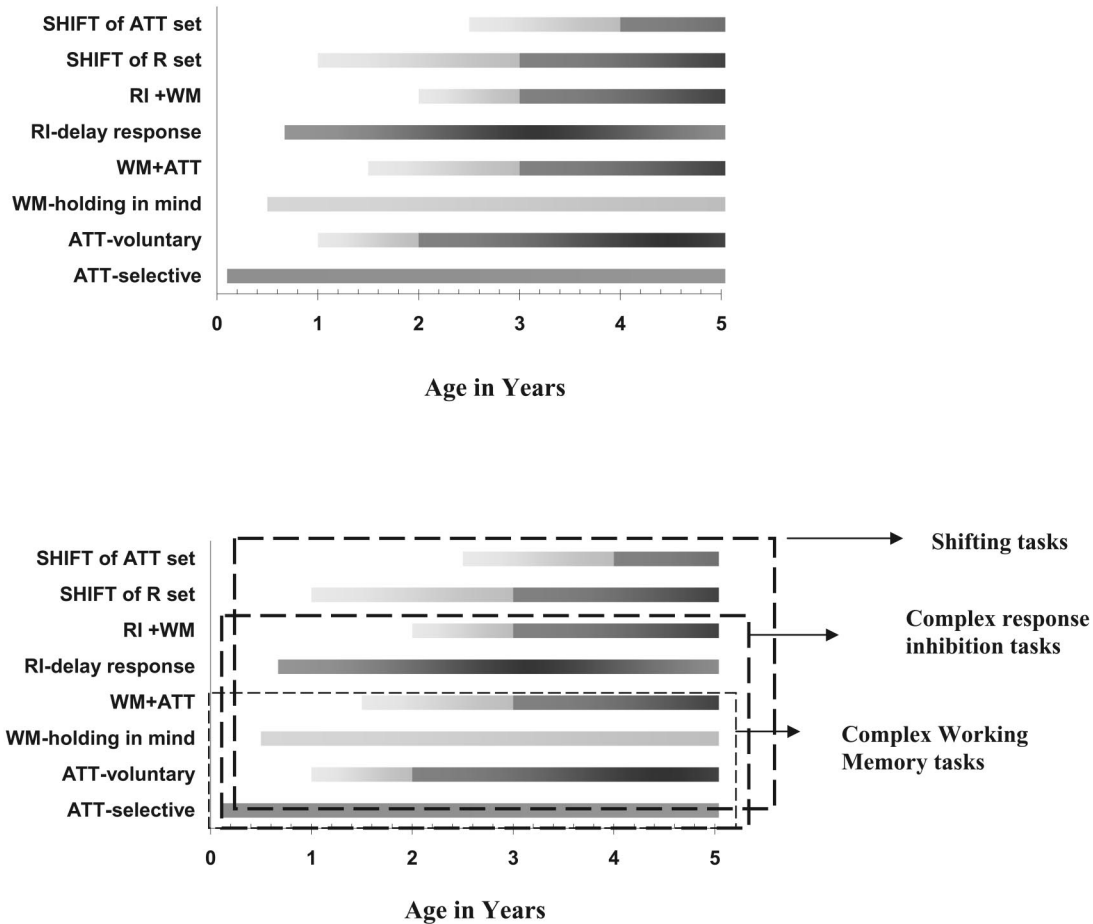 SHIFT of ATT set
SHIFT of R set
RI +WM
RI-delay response
WM+ATT
WM-holding in mind
ATT-voluntary
ATT-selective
0 1 2 3 4 5
Age in Years
SHIFT of ATT set
SHIFT of R set
RI +WM
RI-delay response
WM+ATT
WM-holding in mind
ATT-voluntary
ATT-selective
0 1 2 3 4 5
Age in Years
Shifting tasks
Complex response
inhibition tasks
Complex Working
Memory tasks